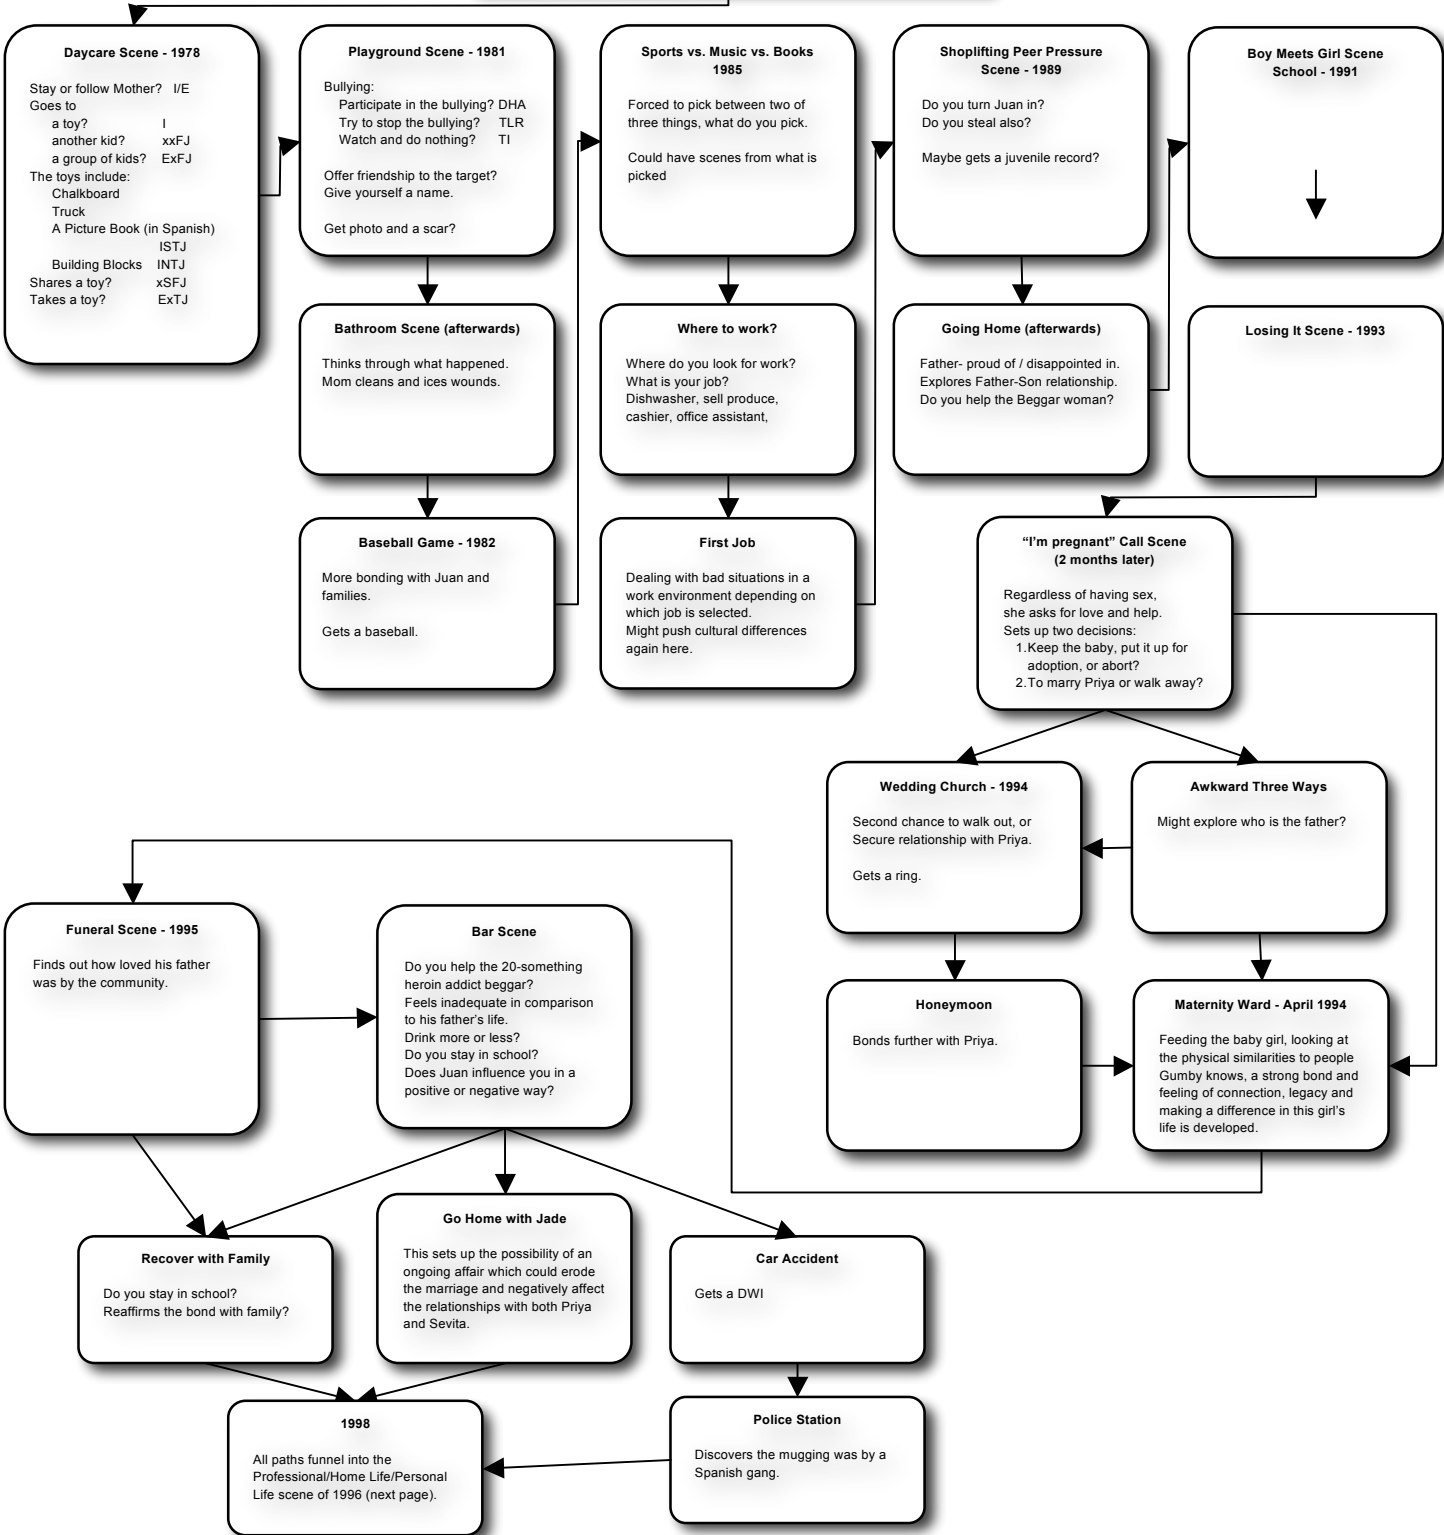 Daycare Scene - 1978
Stay or follow Mother? I/E
Goes to
a toy? I
another kid? xxFJ
a group of kids? ExFJ
The toys include:
Chalkboard
Truck
A Picture Book (in Spanish)
ISTJ
Building Blocks INTJ
Shares a toy? xSFJ
Takes a toy? ExTJ
Playground Scene - 1981
Bullying:
Participate in the bullying? DHA
Try to stop the bullying? TLR
Watch and do nothing? TI
Offer friendship to the target?
Give yourself a name.
Get photo and a scar?
Sports vs. Music vs. Books
1985
Forced to pick between two of
three things, what do you pick.
Could have scenes from what is
picked
Shoplifting Peer Pressure
Scene - 1989
Do you turn Juan in?
Do you steal also?
Maybe gets a juvenile record?
Boy Meets Girl Scene
School - 1991
Bathroom Scene (afterwards)
Thinks through what happened.
Mom cleans and ices wounds.
Where to work?
Where do you look for work?
What is your job?
Dishwasher, sell produce,
cashier, office assistant,
Going Home (afterwards)
Father- proud of / disappointed in.
Explores Father-Son relationship.
Do you help the Beggar woman?
Losing It Scene - 1993
Baseball Game - 1982
More bonding with Juan and
families.
Gets a baseball.
First Job
Dealing with bad situations in a
work environment depending on
which job is selected.
Might push cultural differences
again here.
“I’m pregnant” Call Scene
(2 months later)
Regardless of having sex,
she asks for love and help.
Sets up two decisions:
1.Keep the baby, put it up for
adoption, or abort?
2.To marry Priya or walk away?
Wedding Church - 1994
Second chance to walk out, or
Secure relationship with Priya.
Gets a ring.
Awkward Three Ways
Might explore who is the father?
Funeral Scene - 1995
Finds out how loved his father
was by the community.
Bar Scene
Do you help the 20-something
heroin addict beggar?
Feels inadequate in comparison
to his father’s life.
Drink more or less?
Do you stay in school?
Does Juan influence you in a
positive or negative way?
Honeymoon
Bonds further with Priya.
Maternity Ward - April 1994
Feeding the baby girl, looking at
the physical similarities to people
Gumby knows, a strong bond and
feeling of connection, legacy and
making a difference in this girl’s
life is developed.
Recover with Family
Do you stay in school?
Reaffirms the bond with family?
Go Home with Jade
This sets up the possibility of an
ongoing affair which could erode
the marriage and negatively affect
the relationships with both Priya
and Sevita.
Car Accident
Gets a DWI
1998
All paths funnel into the
Professional/Home Life/Personal
Life scene of 1996 (next page).
Police Station
Discovers the mugging was by a
Spanish gang.